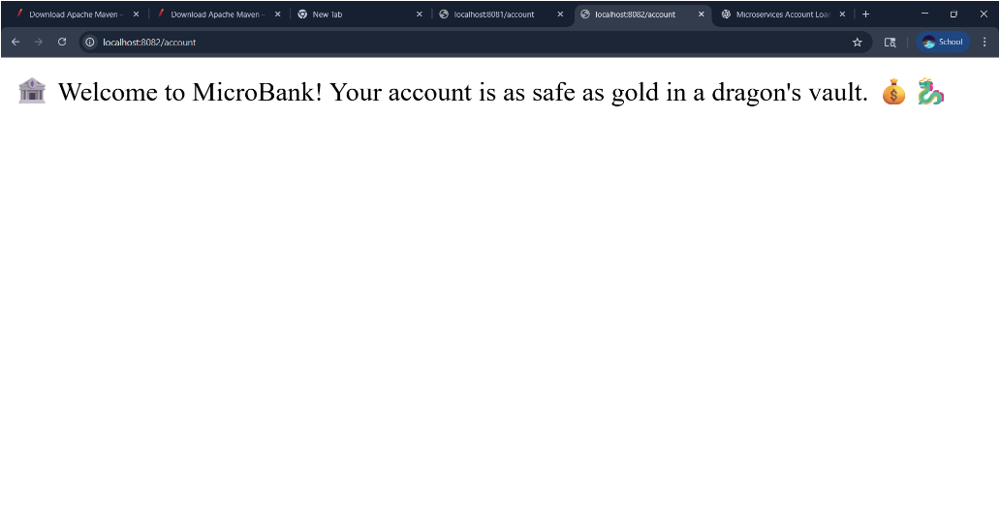 Download Apache Maven –
Download Apache Maven –
New Tab
localhost:8081/account
localhost:8082/account
Microservices Account Loan
localhost:8082/account
School
🏦 Welcome to MicroBank! Your account is as safe as gold in a dragon's vault. 💰 🐉